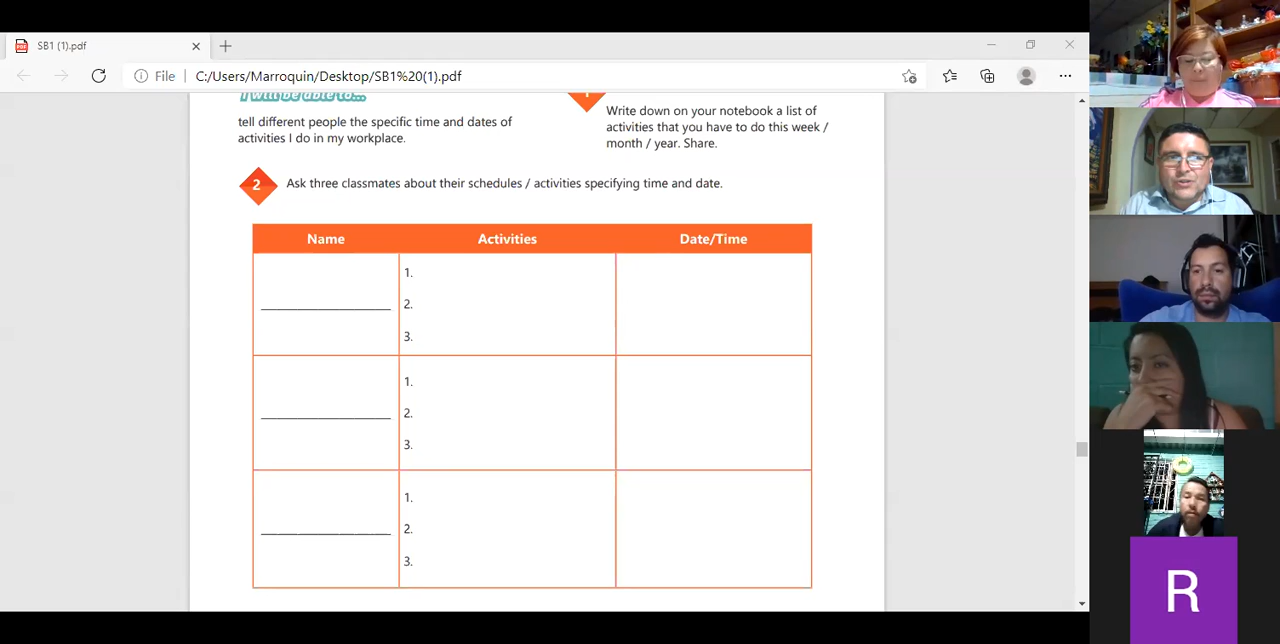 SB1 (1).pdf
File
C:/Users/Marroquin/Desktop/SB1%20(1).pdf
I will be able to...
tell different people the specific time and dates of
activities I do in my workplace.
1
Write down on your notebook a list of
activities that you have to do this week /
month / year. Share.
2
Ask three classmates about their schedules / activities specifying time and date.
Name Activities Date/Time
1.
2.
3.
1.
2.
3.
1.
2.
3.
R